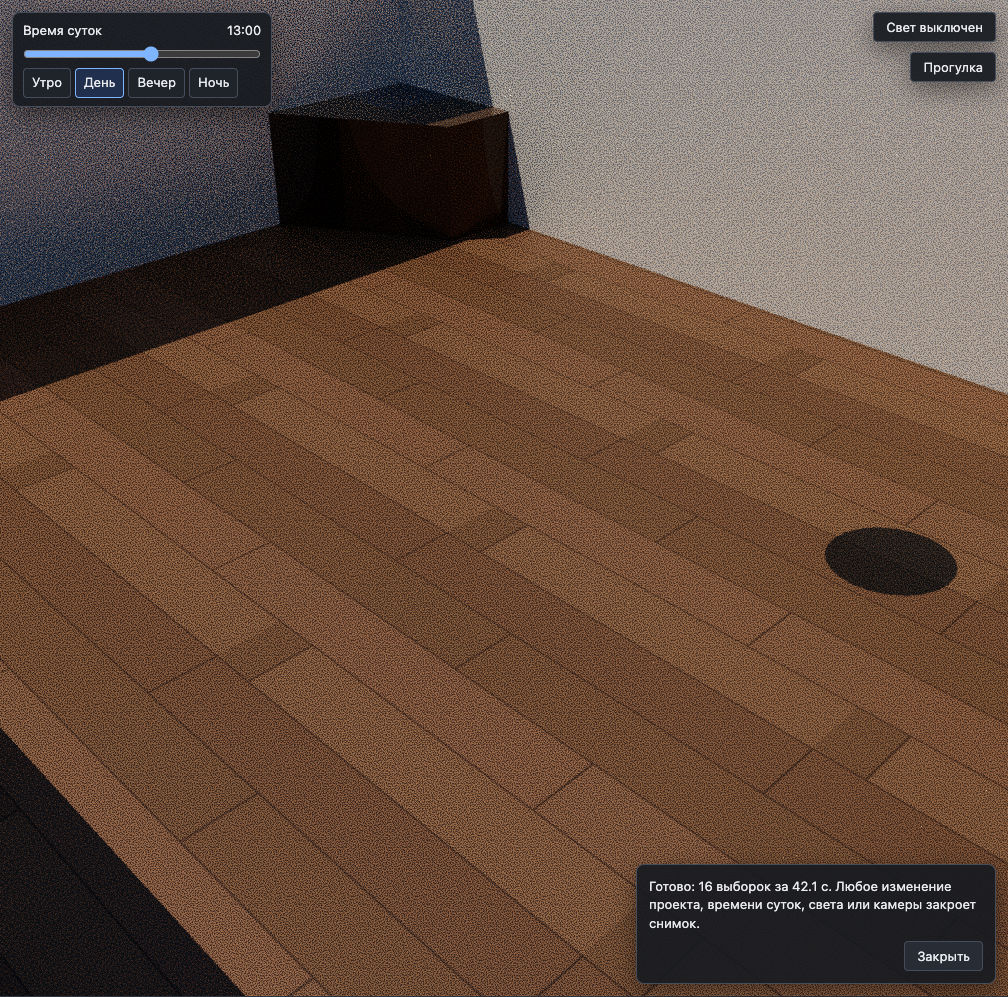 Время суток 13:00
Утро День Вечер Ночь
Свет выключен
Прогулка
Готово: 16 выборок за 42.1 с. Любое изменение
проекта, времени суток, света или камеры закроет
снимок.
Закрыть